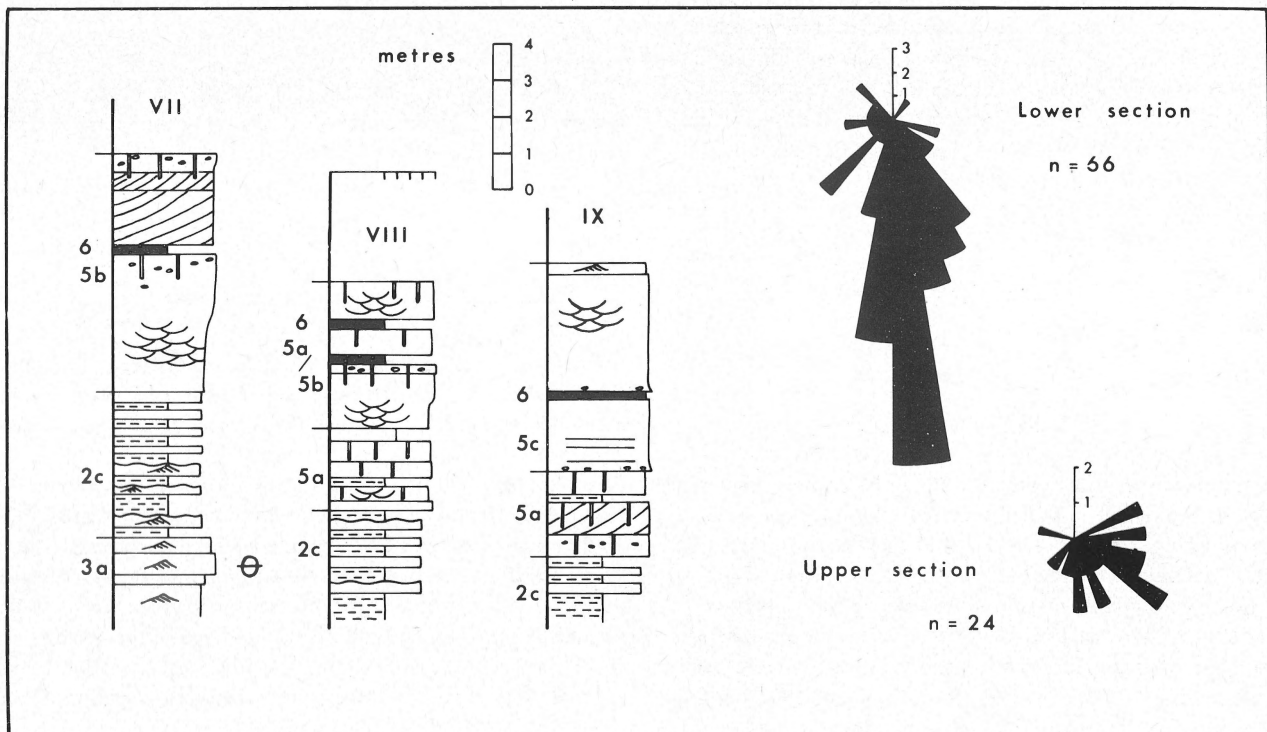 metres
4
3
2
1
0
VII
6
5b
2c
3a
VIII
6
5a
/
5b
5a
2c
IX
6
5c
5a
2c
3
2
1
Lower section
n = 66
2
1
Upper section
n = 24